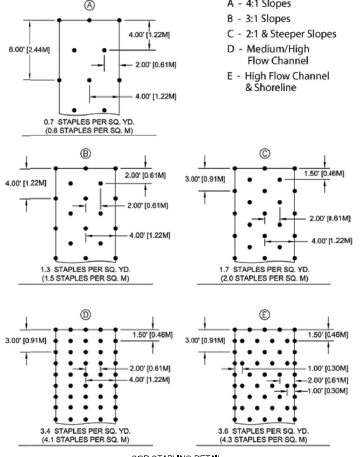 A
A - 4:1 Slopes
B - 3:1 Slopes
C - 2:1 & Steeper Slopes
D - Medium/High
Flow Channel
E - High Flow Channel
& Shoreline
4.00' [1.22M]
8.00' [2.44M]
2.00' [0.61M]
4.00' [1.22M]
0.7 STAPLES PER SQ. YD.
(0.8 STAPLES PER SQ. M)
B
2.00' [0.61M]
4.00' [1.22M]
2.00' [0.61M]
4.00' [1.22M]
1.3 STAPLES PER SQ. YD.
(1.5 STAPLES PER SQ. M)
C
1.50' [0.46M]
3.00' [0.91M]
2.00' [0.61M]
4.00' [1.22M]
1.7 STAPLES PER SQ. YD.
(2.0 STAPLES PER SQ. M)
D
1.50' [0.46M]
3.00' [0.91M]
2.00' [0.61M]
4.00' [1.22M]
3.4 STAPLES PER SQ. YD.
(4.1 STAPLES PER SQ. M)
E
1.50' [0.46M]
3.00' [0.91M]
1.00' [0.30M]
2.00' [0.61M]
1.00' [0.30M]
3.6 STAPLES PER SQ. YD.
(4.3 STAPLES PER SQ. M)